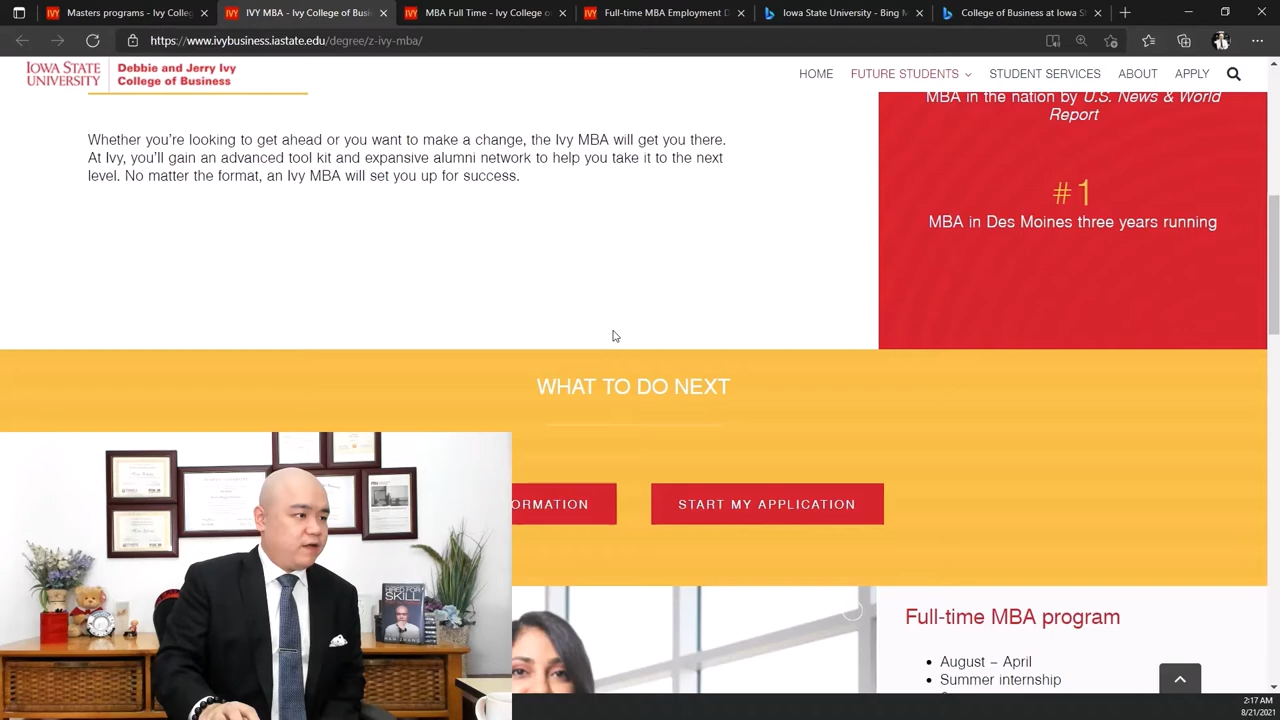 Masters programs - Ivy Colleg
IVY MBA - Ivy College of Busine
MBA Full Time - Ivy College o
Full-time MBA Employment D
Iowa State University - Bing M
College of Business at Iowa S
https://www.ivybusiness.iastate.edu/degree/z-ivy-mba/
IOWA STATE
UNIVERSITY
Debbie and Jerry Ivy
College of Business
HOME FUTURE STUDENTS STUDENT SERVICES ABOUT APPLY
MBA in the nation by U.S. News & World
Report
Whether you're looking to get ahead or you want to make a change, the Ivy MBA will get you there.
At Ivy, you'll gain an advanced tool kit and expansive alumni network to help you take it to the next
level. No matter the format, an Ivy MBA will set you up for success.
#1
MBA in Des Moines three years running
WHAT TO DO NEXT
ORMATION
START MY APPLICATION
SKILL
Full-time MBA program
• August – April
• Summer internship
2:17 AM
8/21/2021